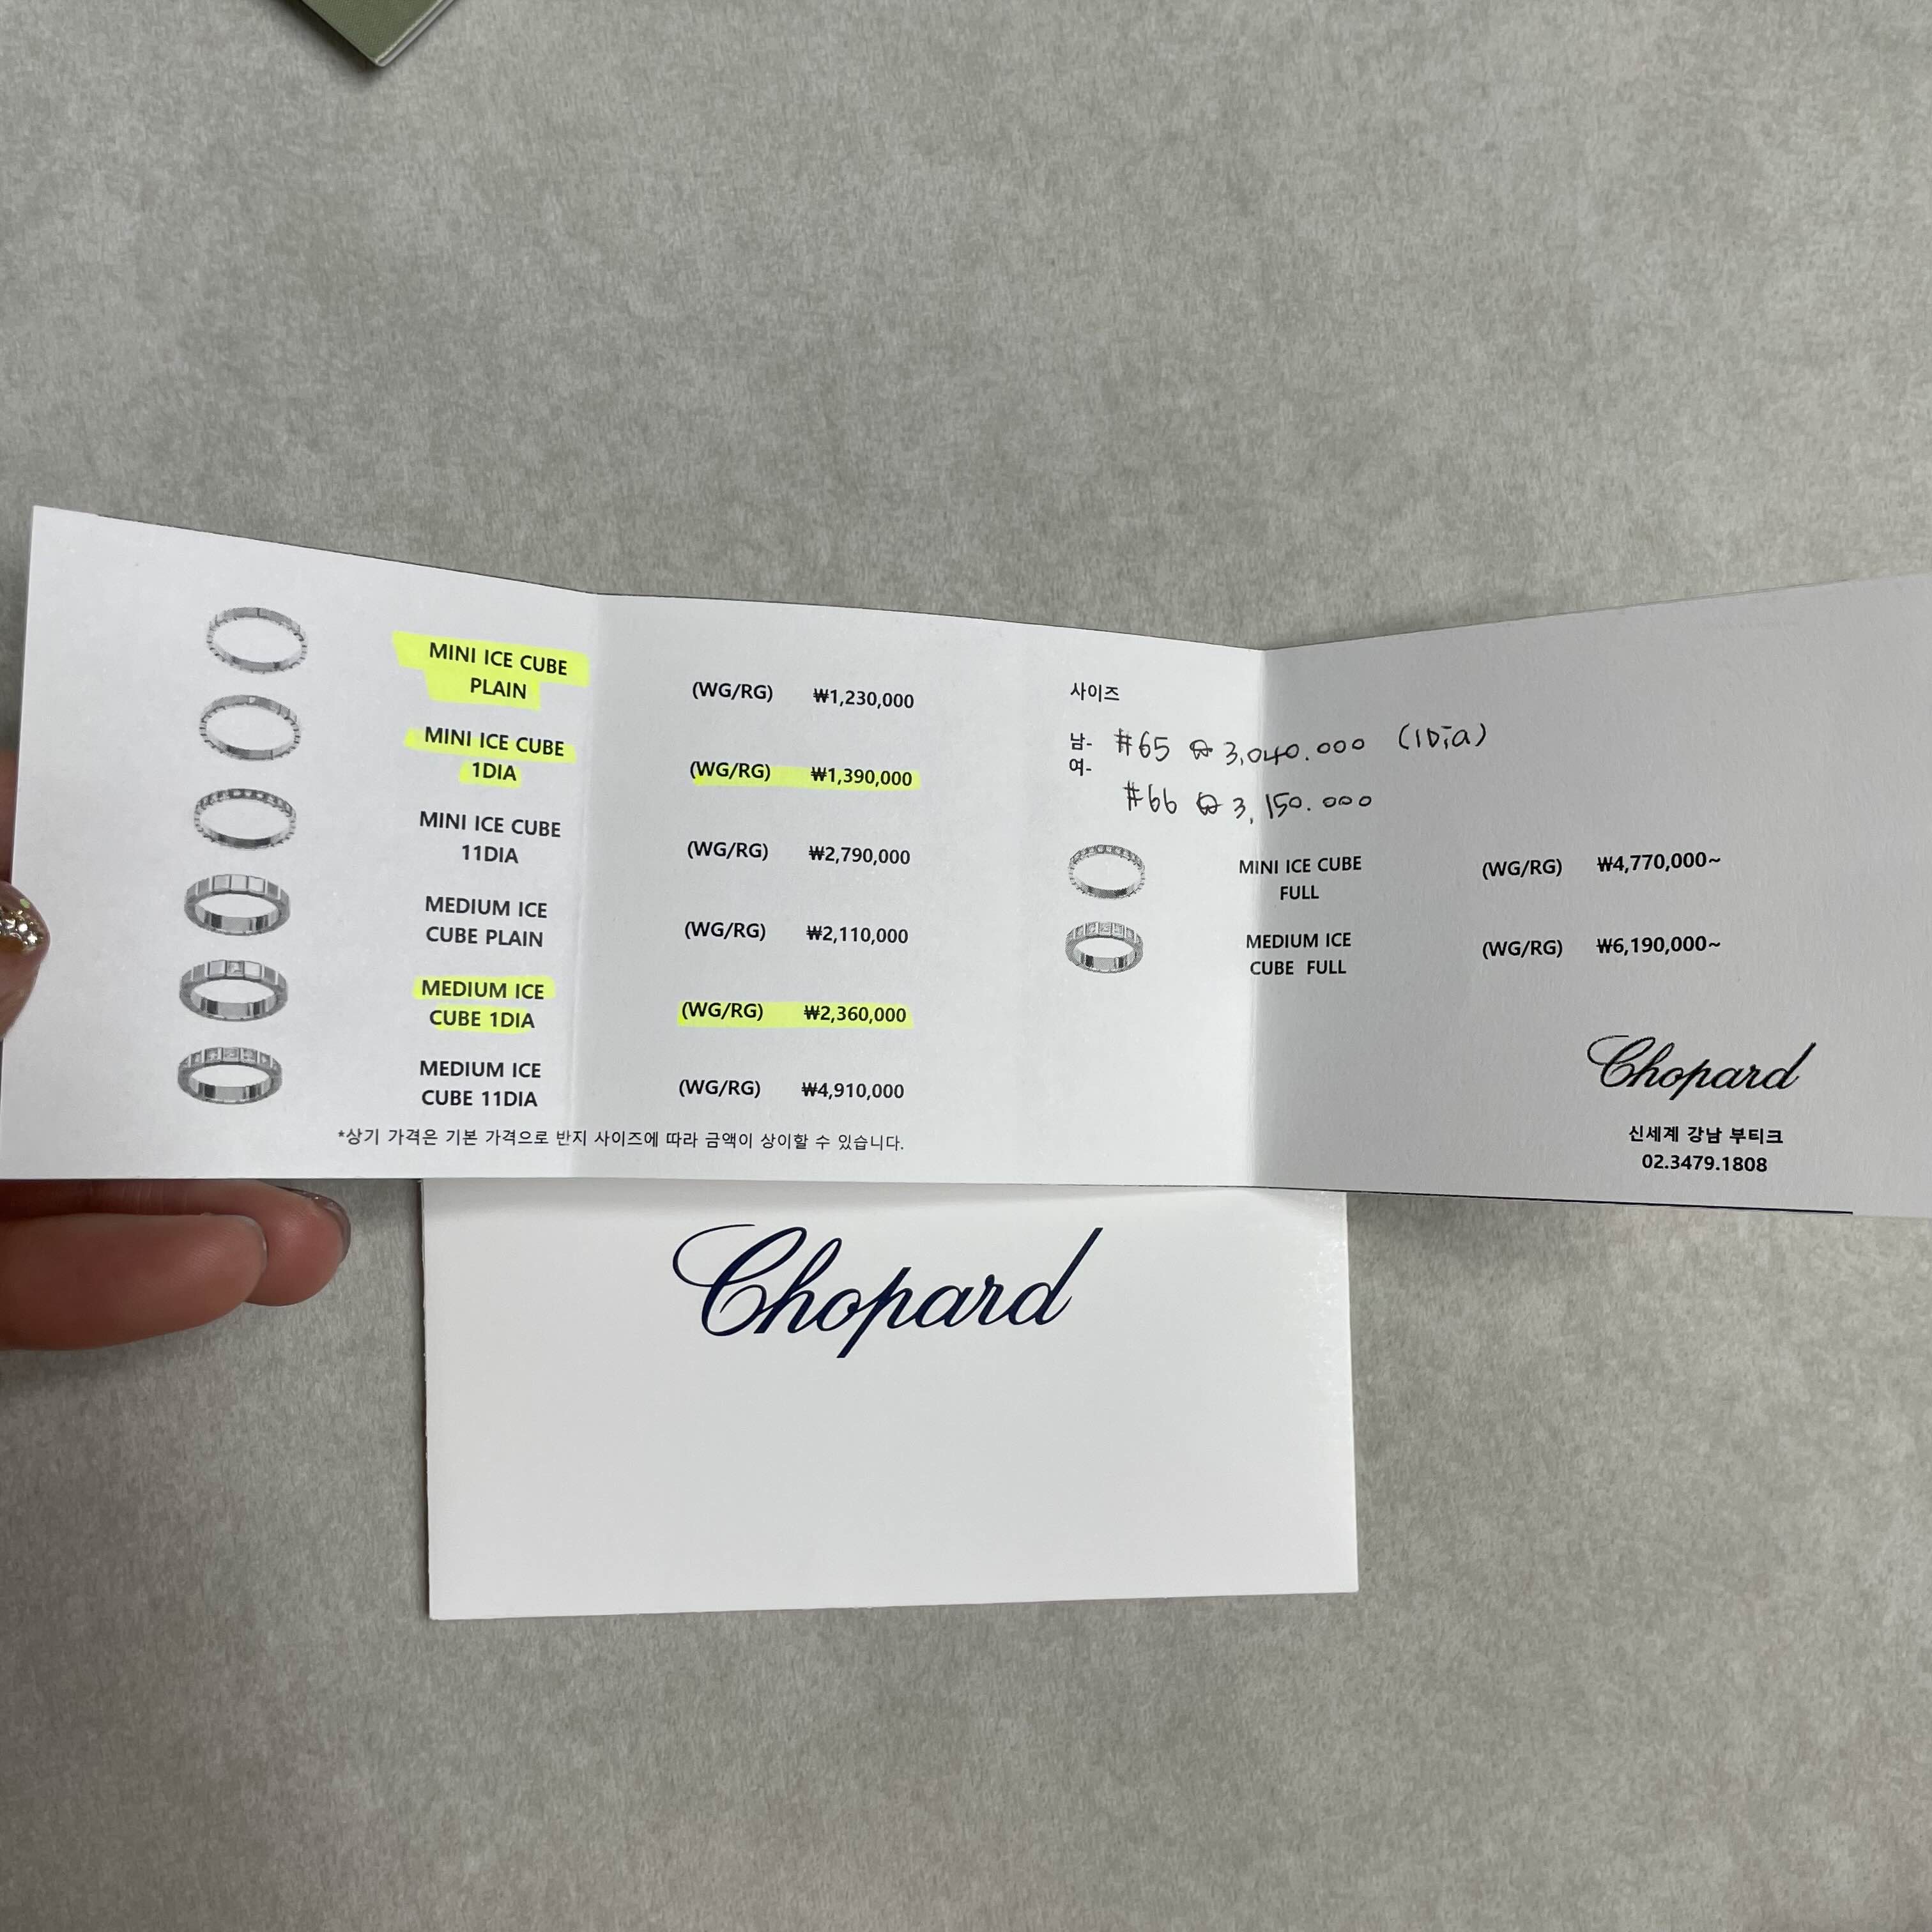 MINI ICE CUBE
PLAIN
(WG/RG) ₩1,230,000
MINI ICE CUBE
1DIA
(WG/RG) ₩1,390,000
MINI ICE CUBE
11DIA
(WG/RG) ₩2,790,000
MEDIUM ICE
CUBE PLAIN
(WG/RG) ₩2,110,000
MEDIUM ICE
CUBE 1DIA
(WG/RG) ₩2,360,000
MEDIUM ICE
CUBE 11DIA
(WG/RG) ₩4,910,000
*상기 가격은 기본 가격으로 반지 사이즈에 따라 금액이 상이할 수 있습니다.
사이즈
남- #65 ₩3,040.000 (1Dia)
여-
#66 ₩3,150.000
MINI ICE CUBE
FULL
(WG/RG) ₩4,770,000~
MEDIUM ICE
CUBE FULL
(WG/RG) ₩6,190,000~
Chopard
신세계 강남 부티크
02.3479.1808
Chopard